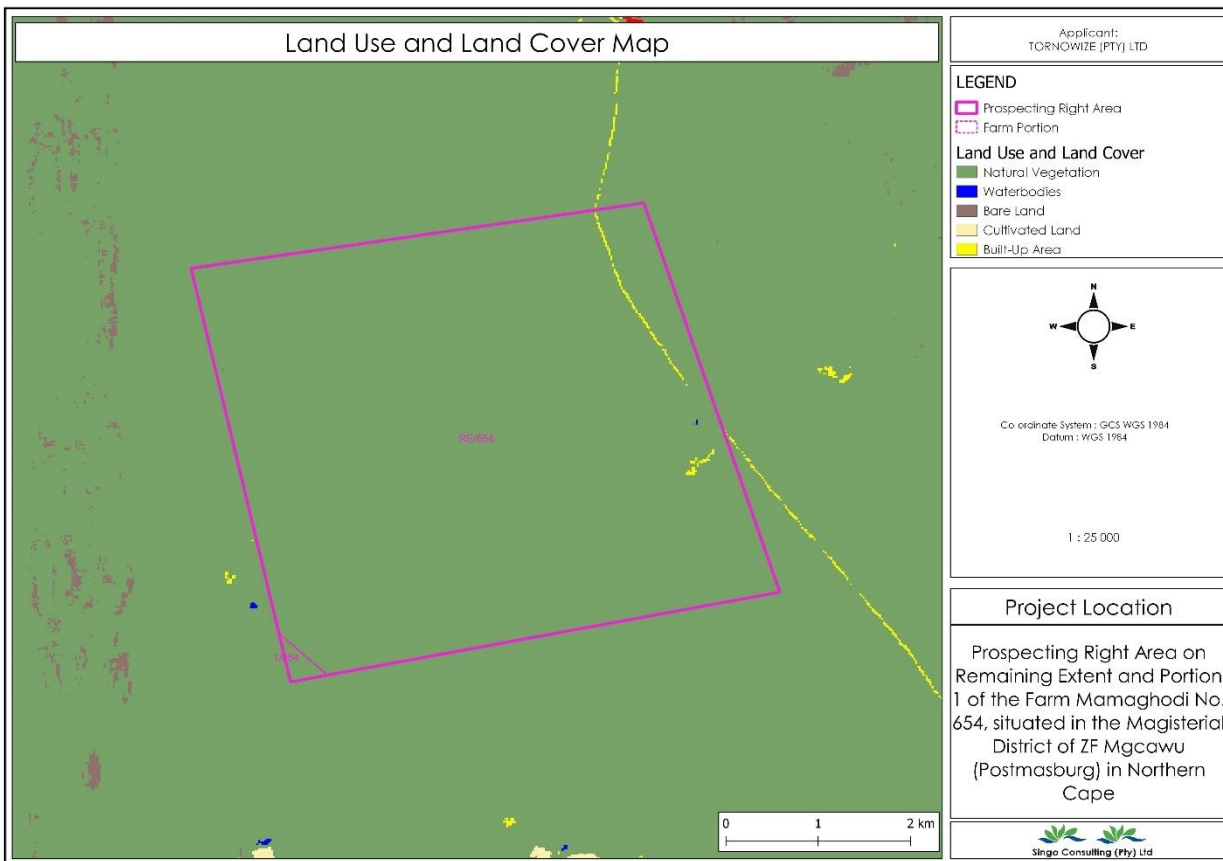 Land Use and Land Cover Map
Applicant:
TORNOWIZE (PTY) LTD
LEGEND
Prospecting Right Area
Farm Portion
Land Use and Land Cover
Natural Vegetation
Waterbodies
Bare Land
Cultivated Land
Built-Up Area
N
W
E
S
Co ordinate System : GCS WGS 1984
Datum : WGS 1984
1 : 25 000
Project Location
Prospecting Right Area on
Remaining Extent and Portion
1 of the Farm Mamaghodi No.
654, situated in the Magisterial
District of ZF Mgcawu
(Postmasburg) in Northern
Cape
Singo Consulting (Pty) Ltd
RE/654
1/654
0 1 2 km